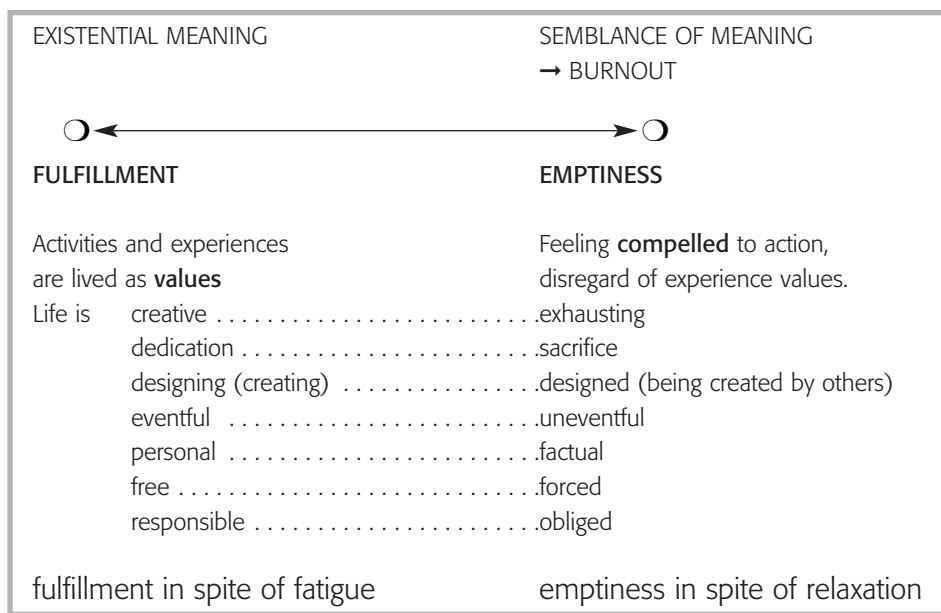 EXISTENTIAL MEANING SEMBLANCE OF MEANING
➞ BURNOUT
FULFILLMENT EMPTINESS
Activities and experiences Feeling compelled to action,
are lived as values disregard of experience values.
Life is creative . . . . . . . . . . . . . . . . . . . . . . . . . .exhausting
dedication . . . . . . . . . . . . . . . . . . . . . . . .sacrifice
designing (creating) . . . . . . . . . . . . . . . .designed (being created by others)
eventful . . . . . . . . . . . . . . . . . . . . . . . . .uneventful
personal . . . . . . . . . . . . . . . . . . . . . . . . .factual
free . . . . . . . . . . . . . . . . . . . . . . . . . . . . .forced
responsible . . . . . . . . . . . . . . . . . . . . . . .obliged
fulfillment in spite of fatigue emptiness in spite of relaxation